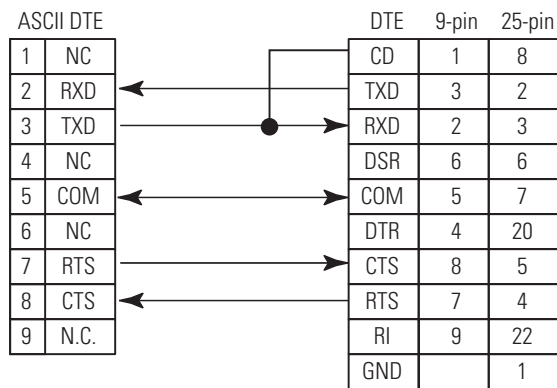 ASCII DTE DTE 9-pin 25-pin
1 NC CD 1 8
2 RXD TXD 3 2
3 TXD RXD 2 3
4 NC DSR 6 6
5 COM COM 5 7
6 NC DTR 4 20
7 RTS CTS 8 5
8 CTS RTS 7 4
9 N.C. RI 9 22
GND 1